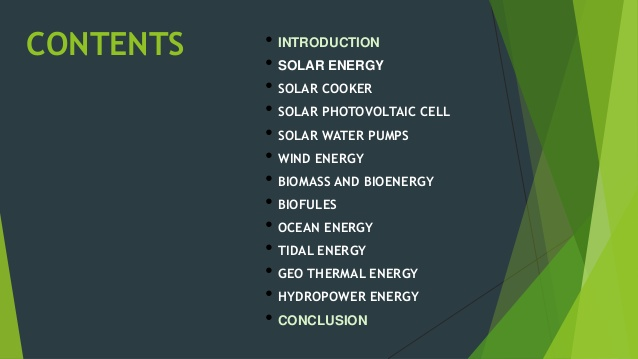 CONTENTS
• INTRODUCTION
• SOLAR ENERGY
• SOLAR COOKER
• SOLAR PHOTOVOLTAIC CELL
• SOLAR WATER PUMPS
• WIND ENERGY
• BIOMASS AND BIOENERGY
• BIOFULES
• OCEAN ENERGY
• TIDAL ENERGY
• GEO THERMAL ENERGY
• HYDROPOWER ENERGY
• CONCLUSION